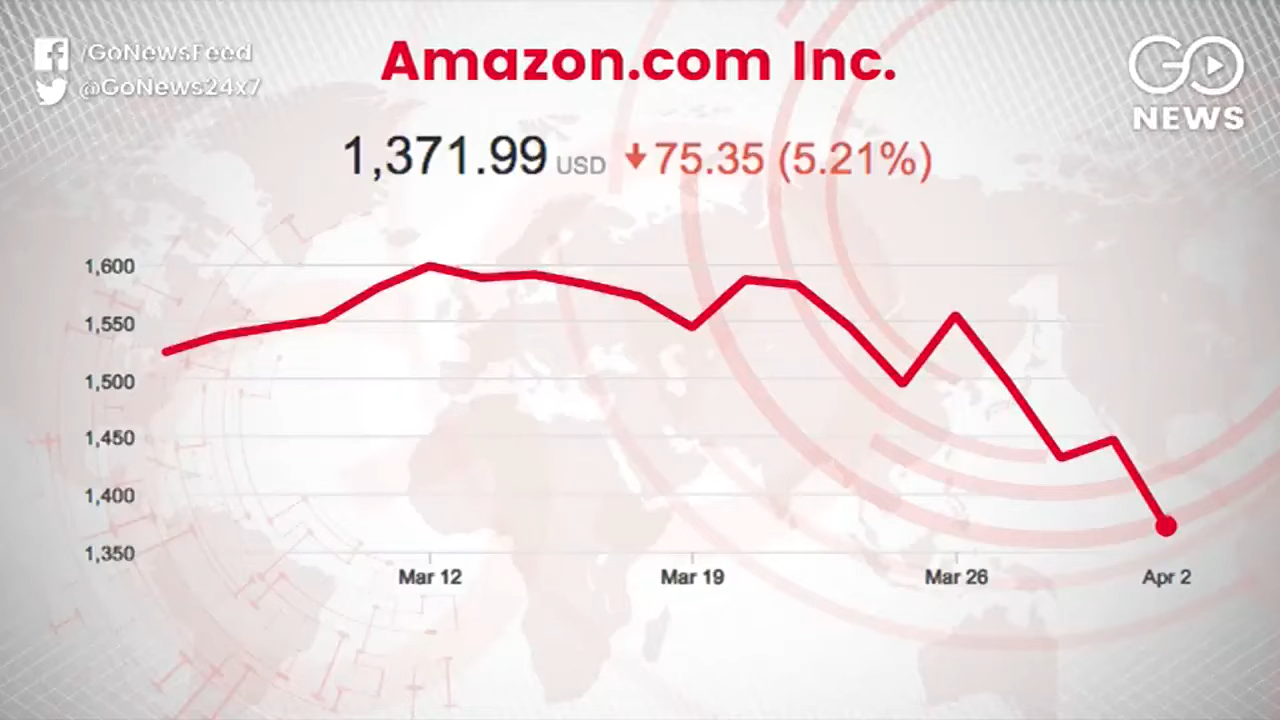 /GoNewsFeed
@GoNews24x7
Amazon.com Inc.
GO
NEWS
1,371.99 USD 75.35 (5.21%)
1,600
1,550
1,500
1,450
1,400
1,350
Mar 12 Mar 19 Mar 26 Apr 2